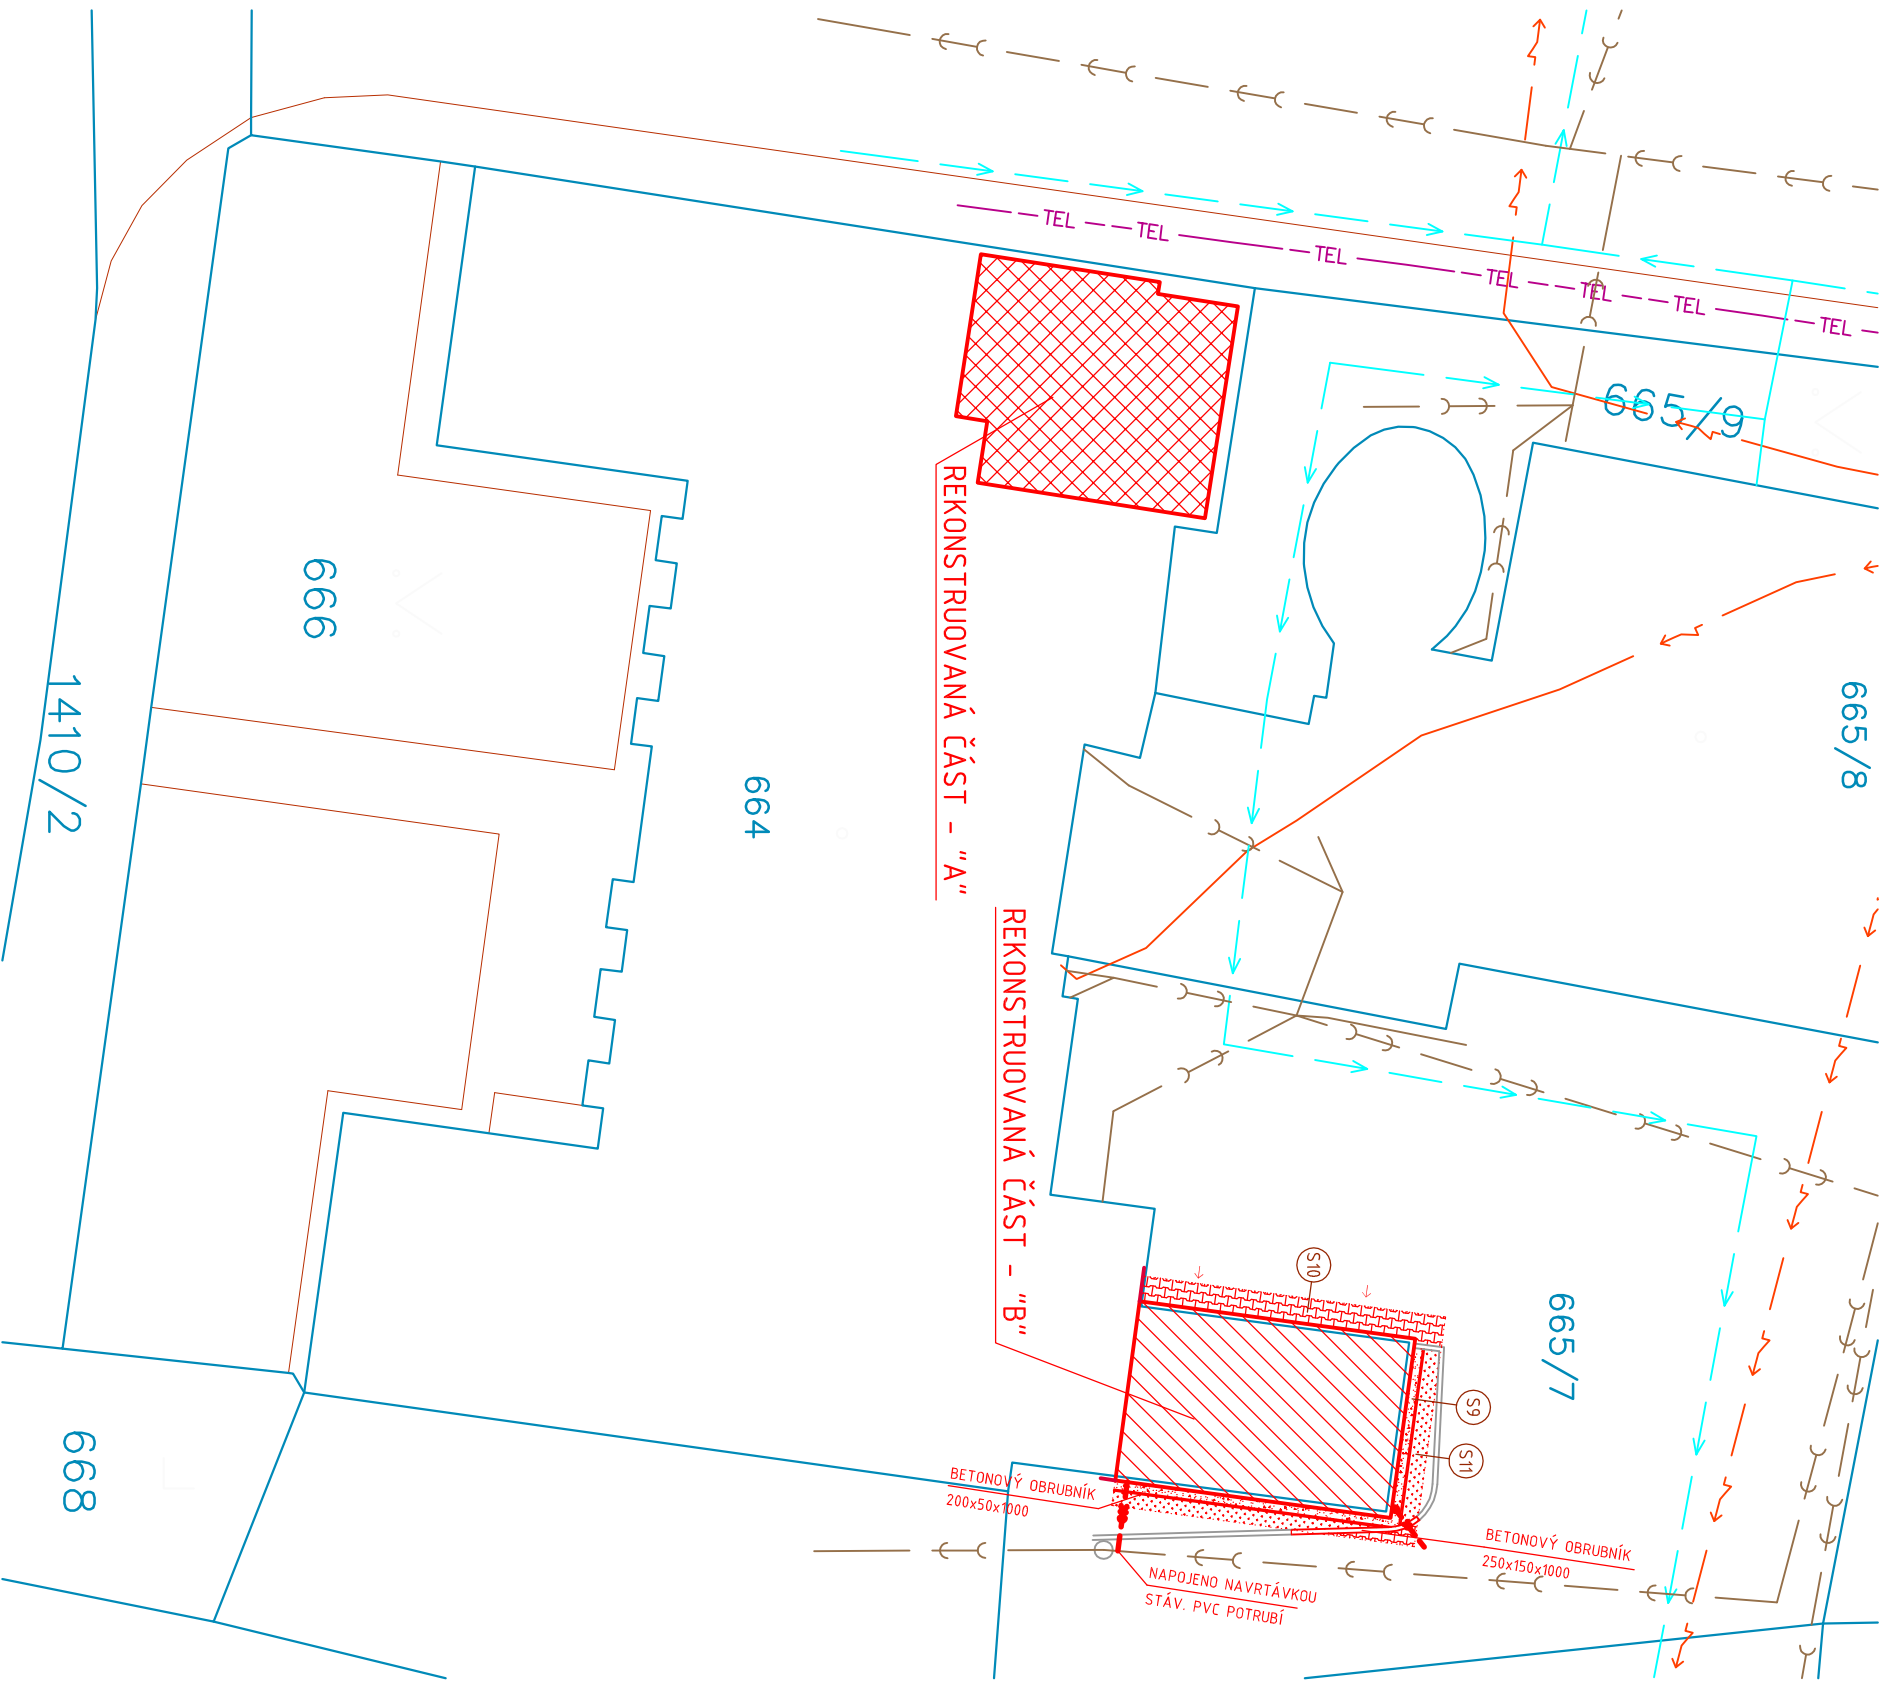 TEL
TEL
TEL
TEL
TEL
TEL
TEL
665/9
REKONSTRUOVANÁ ČÁST - "A"
666
1410/2
664
665/8
REKONSTRUOVANÁ ČÁST - "B"
S10
665/7
S9
S11
668
BETONOVÝ OBRUBNÍK
200x50x1000
BETONOVÝ OBRUBNÍK
250x150x1000
NAPOJENO NAVRTÁVKOU
STÁV. PVC POTRUBÍ